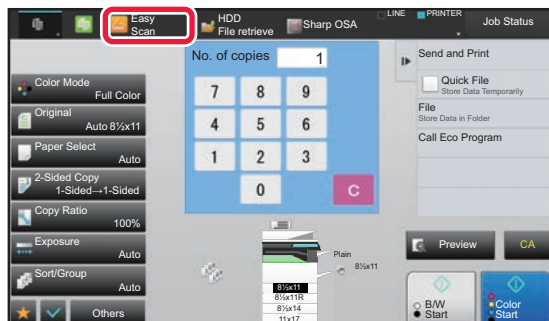 Easy
Scan
HDD
File retrieve
Sharp OSA
LINE
PRINTER
Job Status
No. of copies
1
Color Mode
Full Color
Original
Auto 8½x11
Paper Select
Auto
2-Sided Copy
1-Sided→1-Sided
Copy Ratio
100%
Exposure
Auto
Sort/Group
Auto
Others
7 8 9
4 5 6
1 2 3
0 C
Plain
8½x11
8½x11
8½x11R
8½x14
11x17
Send and Print
Quick File
Store Data Temporarily
File
Store Data in Folder
Call Eco Program
Preview
CA
B/W
Start
Color
Start